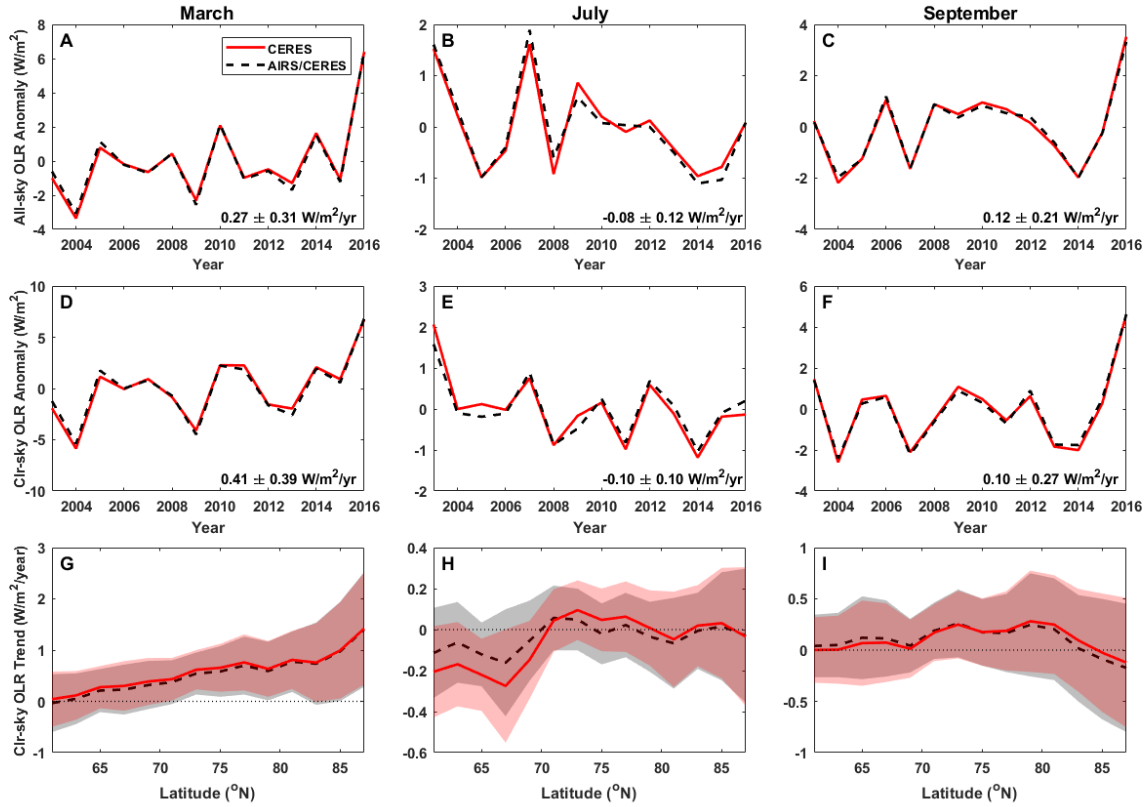 March
July
September
All-sky OLR Anomaly (W/m²)
A
CERES
AIRS/CERES
8
6
4
2
0
-2
-4
0.27 ± 0.31 W/m²/yr
2004 2006 2008 2010 2012 2014 2016
Year
B
2
1
0
-1
-2
-0.08 ± 0.12 W/m²/yr
2004 2006 2008 2010 2012 2014 2016
Year
C
4
2
0
-2
-4
0.12 ± 0.21 W/m²/yr
2004 2006 2008 2010 2012 2014 2016
Year
Clr-sky OLR Anomaly (W/m²)
D
10
5
0
-5
-10
0.41 ± 0.39 W/m²/yr
2004 2006 2008 2010 2012 2014 2016
Year
E
3
2
1
0
-1
2
-0.10 ± 0.10 W/m²/yr
2004 2006 2008 2010 2012 2014 2016
Year
F
6
4
2
0
-2
-4
0.10 ± 0.27 W/m²/yr
2004 2006 2008 2010 2012 2014 2016
Year
Clr-sky OLR Trend (W/m²/year)
G
3
2
1
0
-1
65 70 75 80 85
Latitude (°N)
H
0.4
0.2
0
-0.2
-0.4
-0.6
65 70 75 80 85
Latitude (°N)
I
1
0.5
0
-0.5
1
65 70 75 80 85
Latitude (°N)